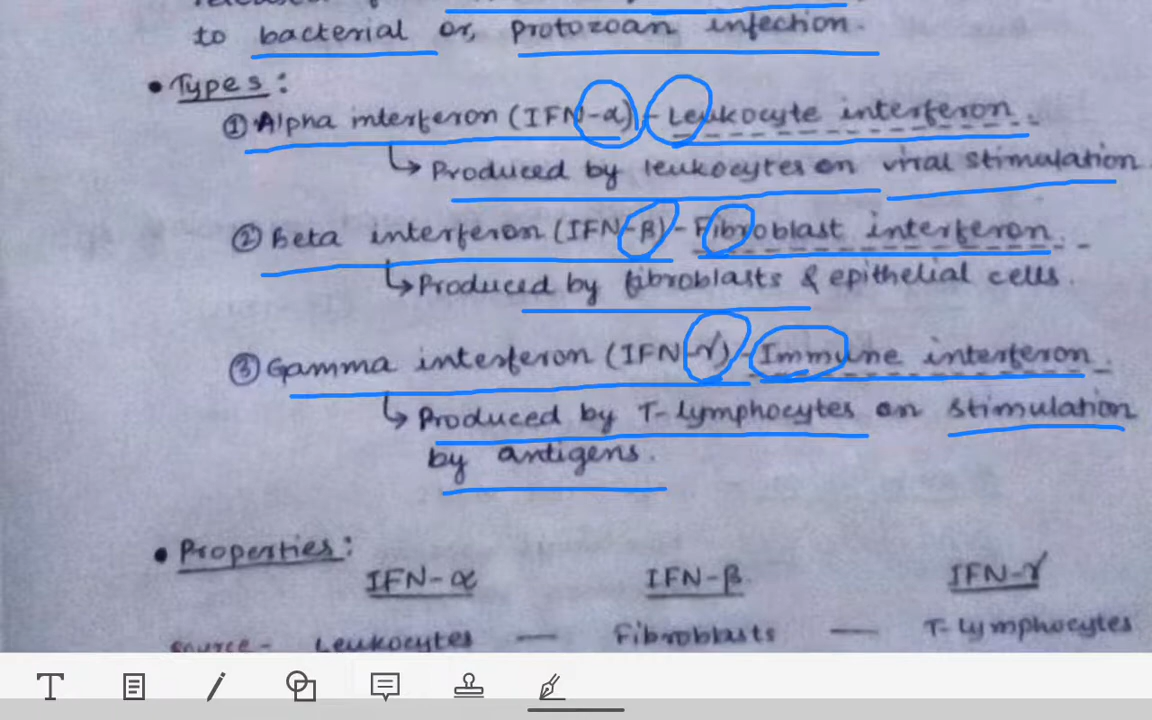 to bacterial or, protozoan infection.
• Types:
① Alpha interferon (IFN-α) - Leukocyte interferon.
↳ Produced by leukocytes on viral stimulation
② Beta interferon (IFN-β) - Fibroblast interferon.
↳ Produced by fibroblasts & epithelial cells.
③ Gamma interferon (IFN-γ) - Immune interferon.
↳ Produced by T-lymphocytes on stimulation
by antigens.
• Properties:
IFN-α IFN-β IFN-γ
Source - Leukocytes — Fibroblasts — T-Lymphocytes
T